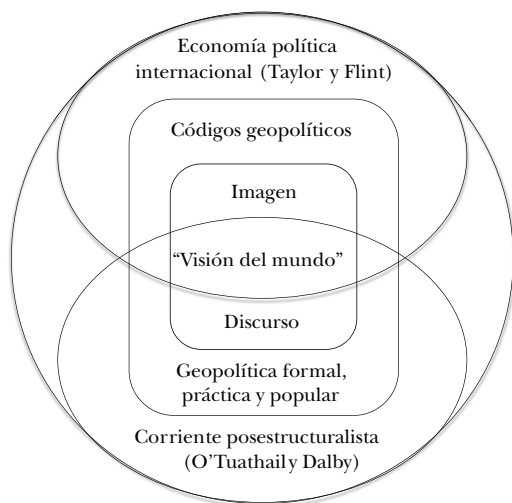 Economía política
internacional (Taylor y Flint)
Códigos geopolíticos
Imagen
“Visión del mundo”
Discurso
Geopolítica formal,
práctica y popular
Corriente posestructuralista
(O’Tuathail y Dalby)